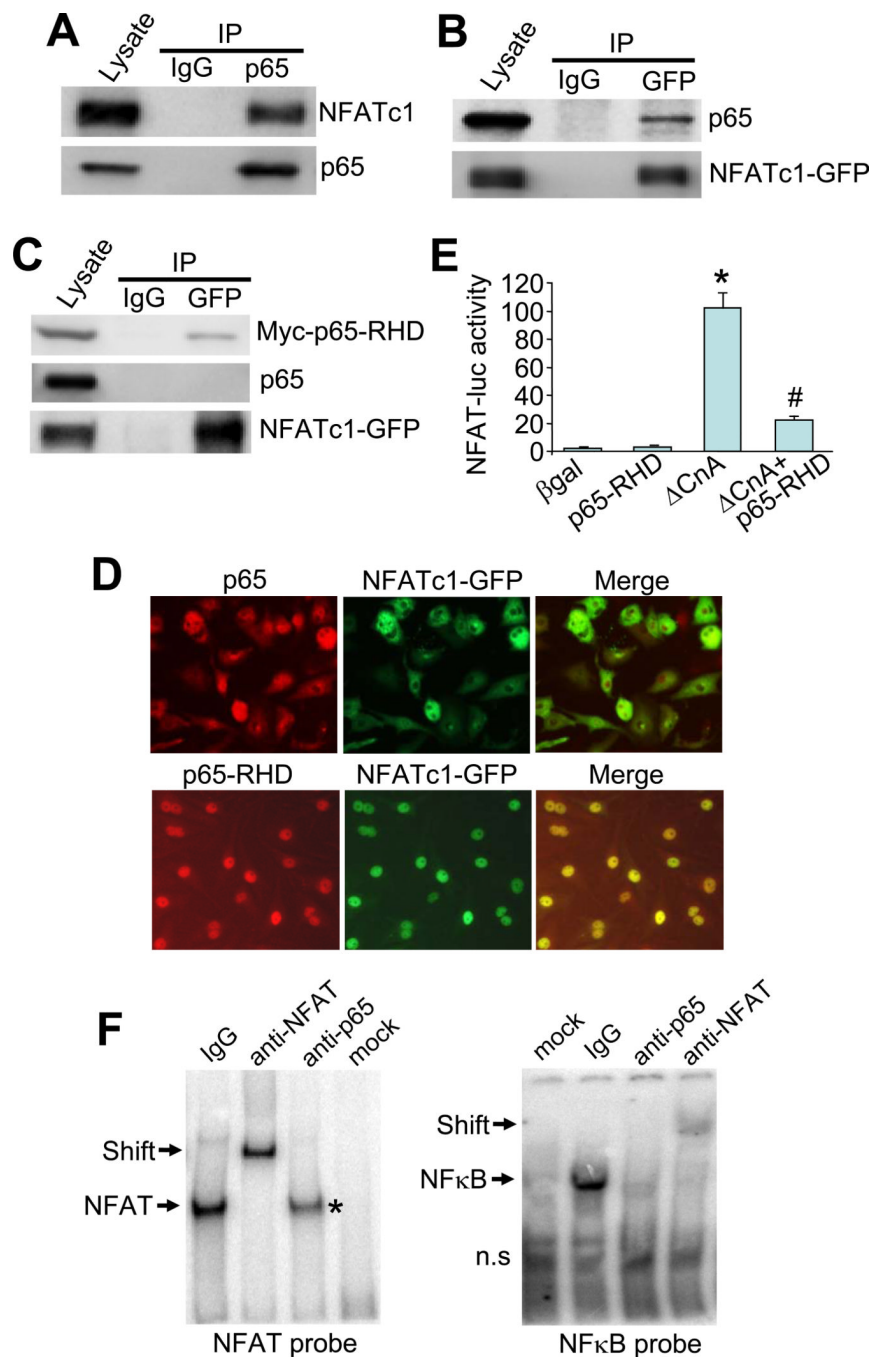 A
Lysate
IP
IgG
p65
NFATc1
p65
B
Lysate
IP
IgG
GFP
p65
NFATc1-GFP
C
Lysate
IP
IgG
GFP
Myc-p65-RHD
p65
NFATc1-GFP
E
NFAT-luc activity
120
100
80
60
40
20
0
*
#
βgal
p65-RHD
ΔCnA
ΔCnA+
p65-RHD
D
p65
NFATc1-GFP
Merge
p65-RHD
NFATc1-GFP
Merge
F
IgG
anti-NFAT
anti-p65
mock
Shift
NFAT
*
NFAT probe
mock
IgG
anti-p65
anti-NFAT
Shift
NFκB
n.s
NFκB probe